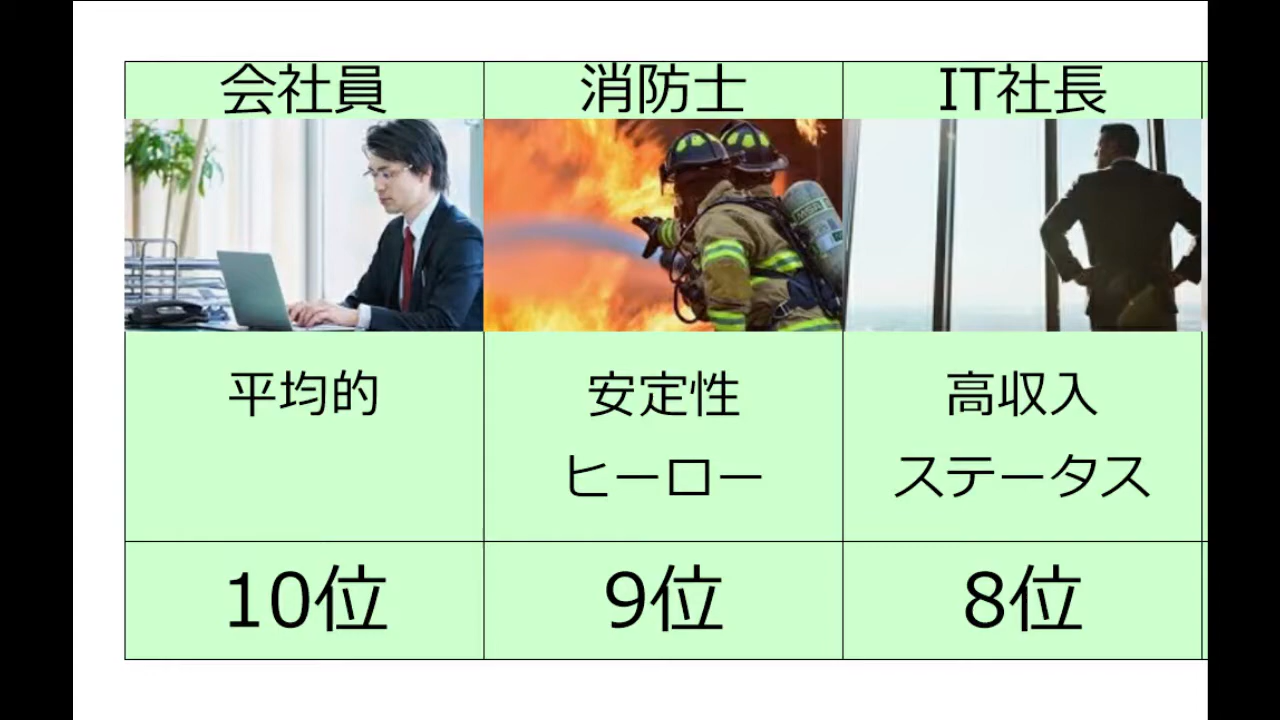 会社員
消防士
IT社長
平均的
安定性
ヒーロー
高収入
ステータス
10位
9位
8位